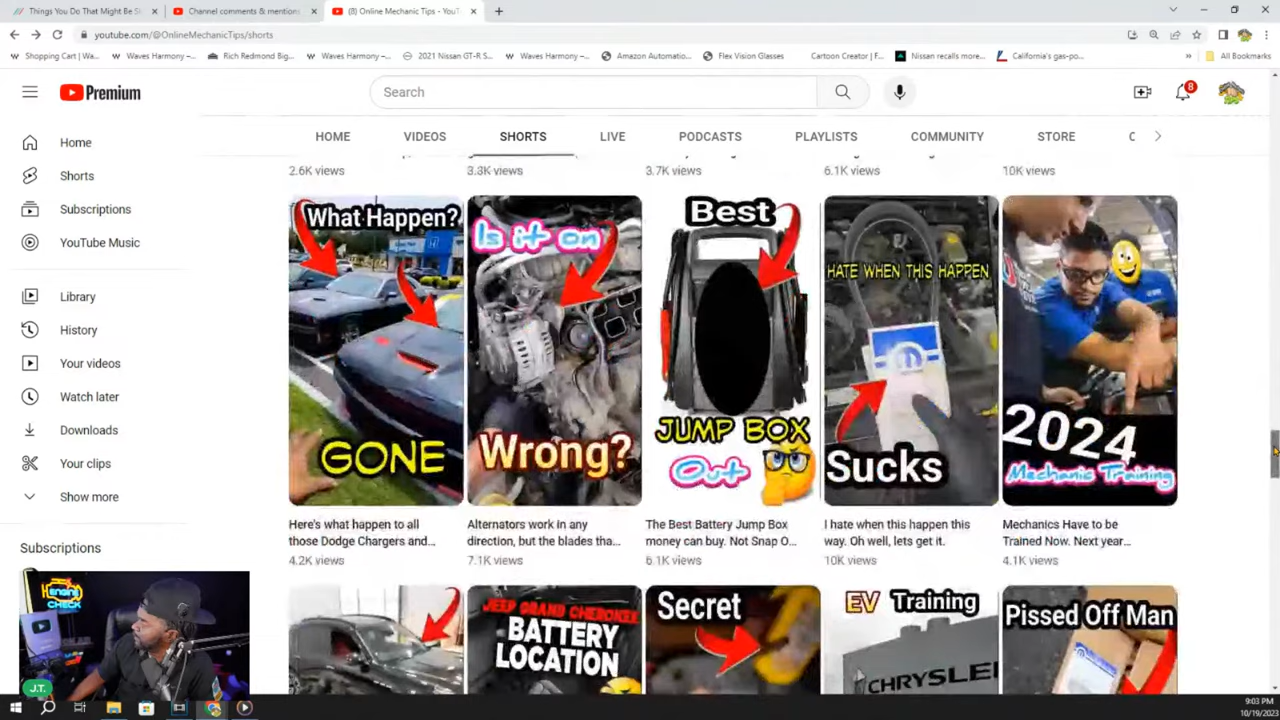 Things You Do That Might Be Si
Channel comments & mentions
(8) Online Mechanic Tips - YouT
youtube.com/@OnlineMechanicTips/shorts
Shopping Cart | Wa...
Waves Harmony –...
Rich Redmond Big...
Waves Harmony –...
2021 Nissan GT-R S...
Waves Harmony –...
Amazon Automatio...
Flex Vision Glasses
Cartoon Creator | F...
Nissan recalls more...
California's gas-po...
All Bookmarks
Premium
Search
8
Home
Shorts
Subscriptions
YouTube Music
Library
History
Your videos
Watch later
Downloads
Your clips
Show more
Subscriptions
HOME
VIDEOS
SHORTS
LIVE
PODCASTS
PLAYLISTS
COMMUNITY
STORE
2.6K views
3.3K views
3.7K views
6.1K views
10K views
What Happen?
GONE
Is it on
Wrong?
Best
JUMP BOX
Out
HATE WHEN THIS HAPPEN
Sucks
2024
Mechanic Training
Here's what happen to all
those Dodge Chargers and...
4.2K views
Alternators work in any
direction, but the blades tha...
7.1K views
The Best Battery Jump Box
money can buy. Not Snap O...
6.1K views
I hate when this happen this
way. Oh well, lets get it.
10K views
Mechanics Have to be
Trained Now. Next year...
4.1K views
JEEP GRAND CHEROKEE
BATTERY
LOCATION
Secret
EV Training
CHRYSLER
Pissed Off Man
ENGINE
CHECK
J.T.
9:03 PM
10/19/2023